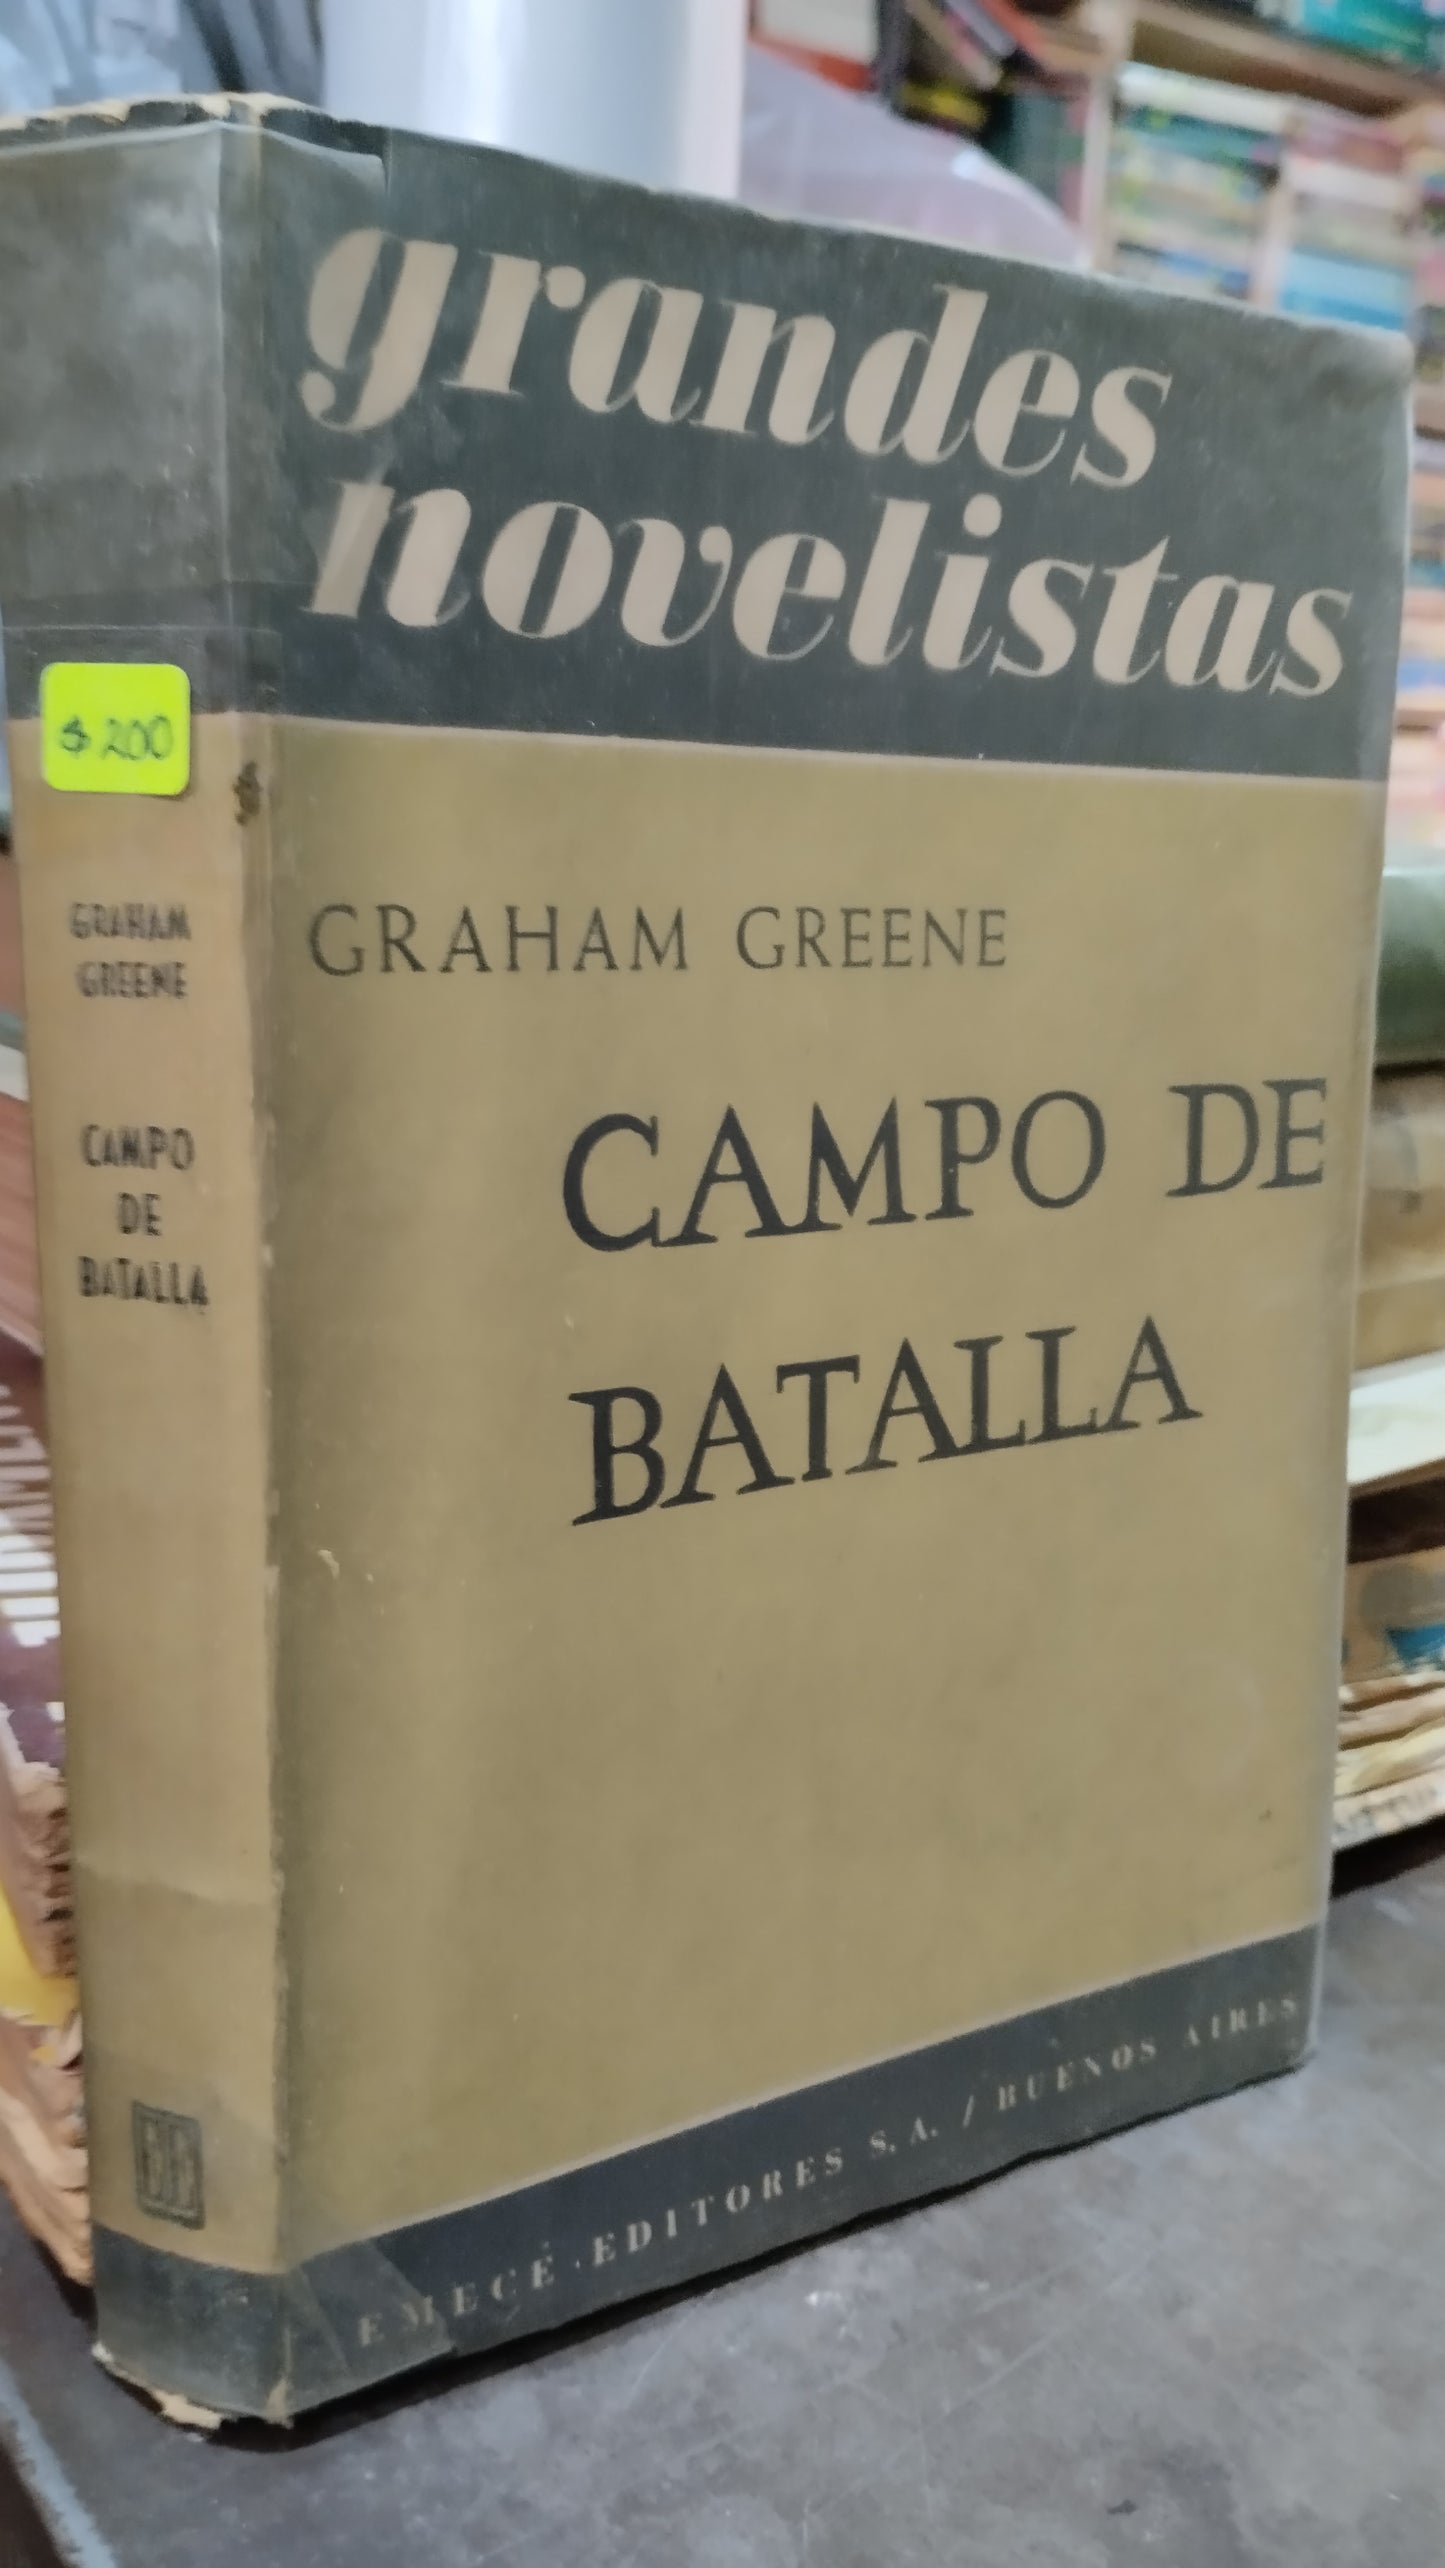 grandes
novelistas
GRAHAM GREENE
CAMPO DE
BATALLA
EMECÉ EDITORES S.A. / BUENOS AIRES
$ 200
GRAHAM
GREENE
CAMPO
DE
BATALLA